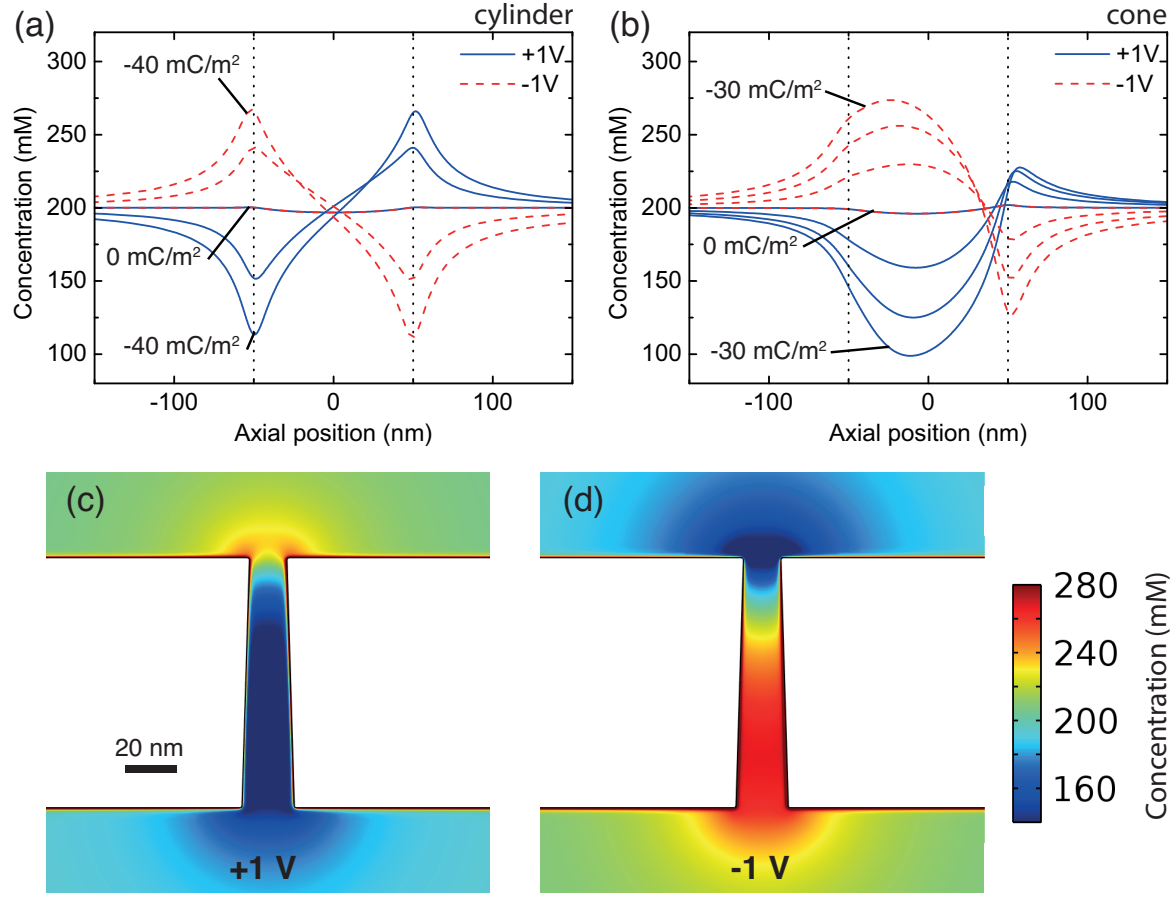 (a)
cylinder
300
250
200
150
100
Concentration (mM)
-40 mC/m²
+1V
-1V
0 mC/m²
-40 mC/m²
-100
0
100
Axial position (nm)
(b)
cone
300
250
200
150
100
Concentration (mM)
-30 mC/m²
+1V
-1V
0 mC/m²
-30 mC/m²
-100
0
100
Axial position (nm)
(c)
20 nm
+1 V
(d)
-1 V
280
240
200
160
Concentration (mM)